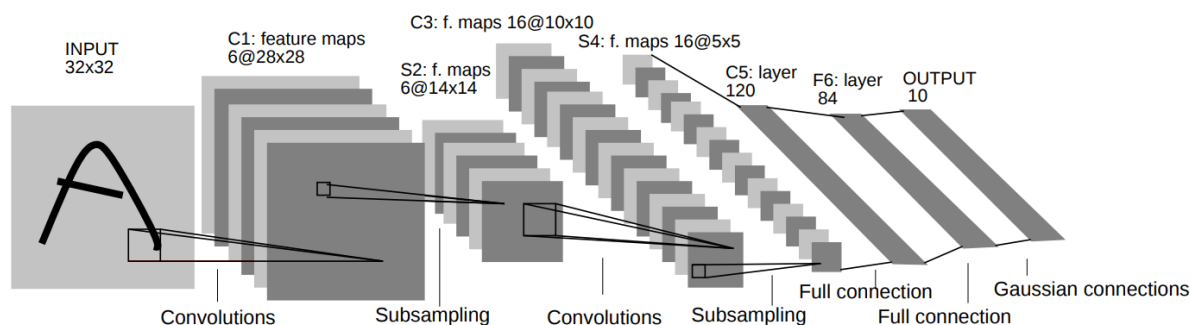 INPUT
32x32
C1: feature maps
6@28x28
S2: f. maps
6@14x14
C3: f. maps 16@10x10
S4: f. maps 16@5x5
C5: layer
120
F6: layer
84
OUTPUT
10
Convolutions
Subsampling
Convolutions
Subsampling
Full connection
Full connection
Gaussian connections
A